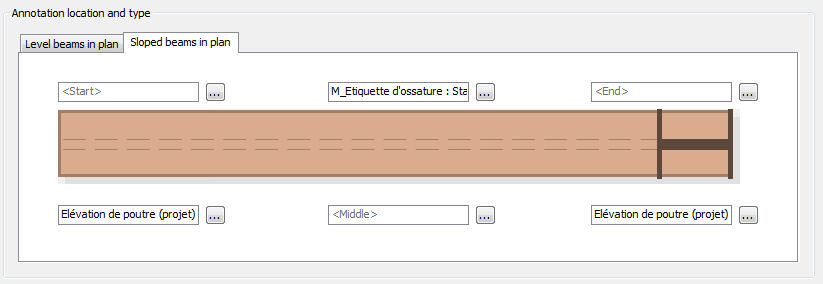 Annotation location and type
Level beams in plan Sloped beams in plan
<Start> ... M_Etiquette d'ossature : Sta ... <End> ...
Elévation de poutre (projet) ... <Middle> ... Elévation de poutre (projet) ...